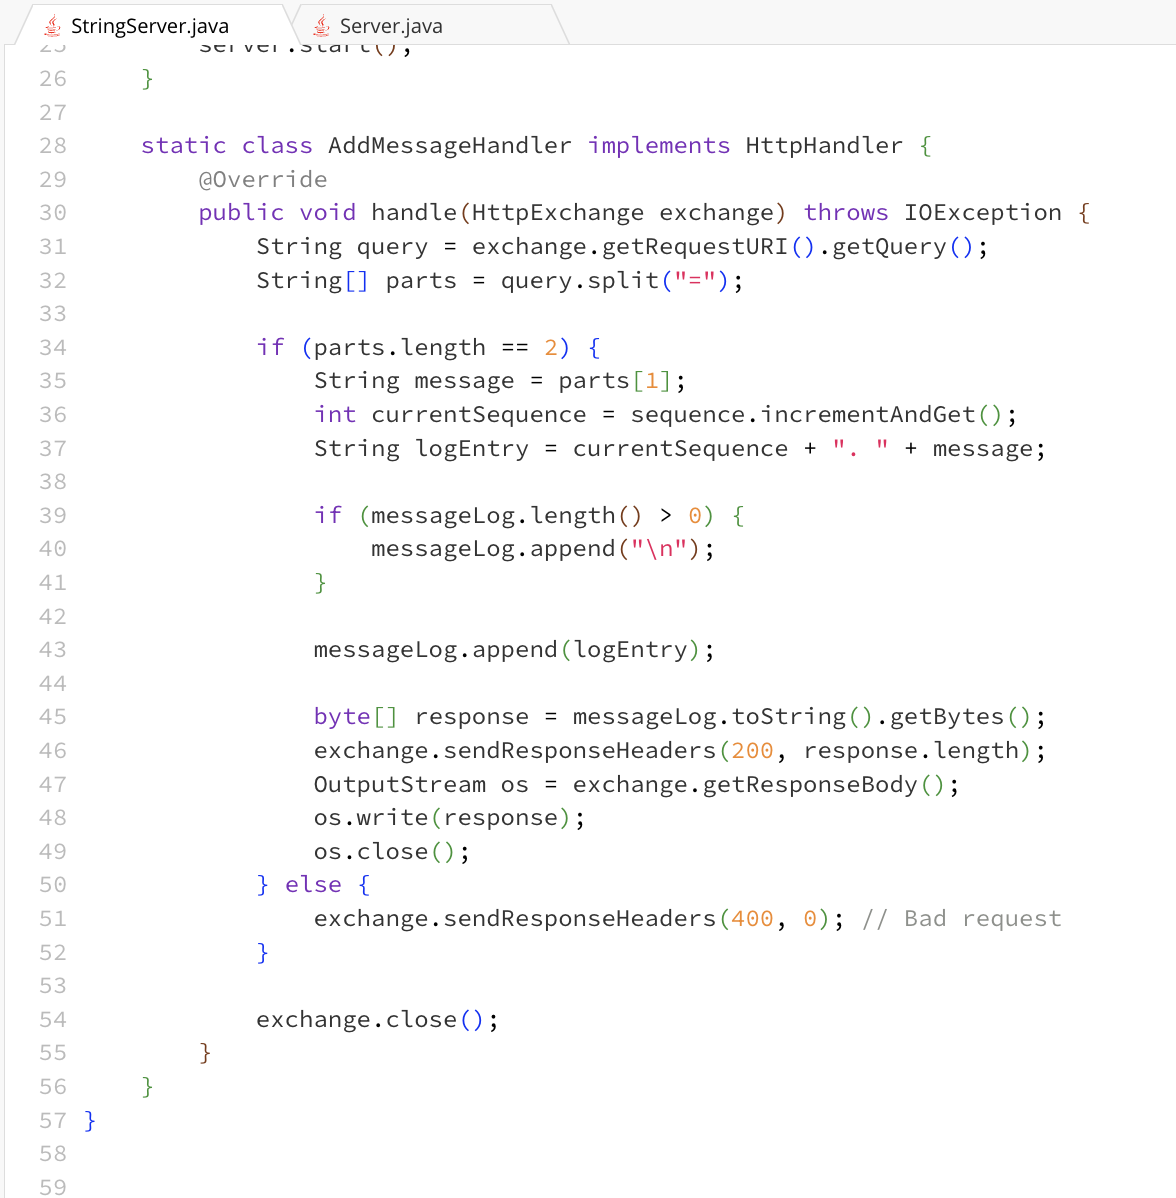 StringServer.java Server.java
25 server.start();
26 }
27
28 static class AddMessageHandler implements HttpHandler {
29 @Override
30 public void handle(HttpExchange exchange) throws IOException {
31 String query = exchange.getRequestURI().getQuery();
32 String[] parts = query.split("=");
33
34 if (parts.length == 2) {
35 String message = parts[1];
36 int currentSequence = sequence.incrementAndGet();
37 String logEntry = currentSequence + ". " + message;
38
39 if (messageLog.length() > 0) {
40 messageLog.append("\n");
41 }
42
43 messageLog.append(logEntry);
44
45 byte[] response = messageLog.toString().getBytes();
46 exchange.sendResponseHeaders(200, response.length);
47 OutputStream os = exchange.getResponseBody();
48 os.write(response);
49 os.close();
50 } else {
51 exchange.sendResponseHeaders(400, 0); // Bad request
52 }
53
54 exchange.close();
55 }
56 }
57 }
58
59